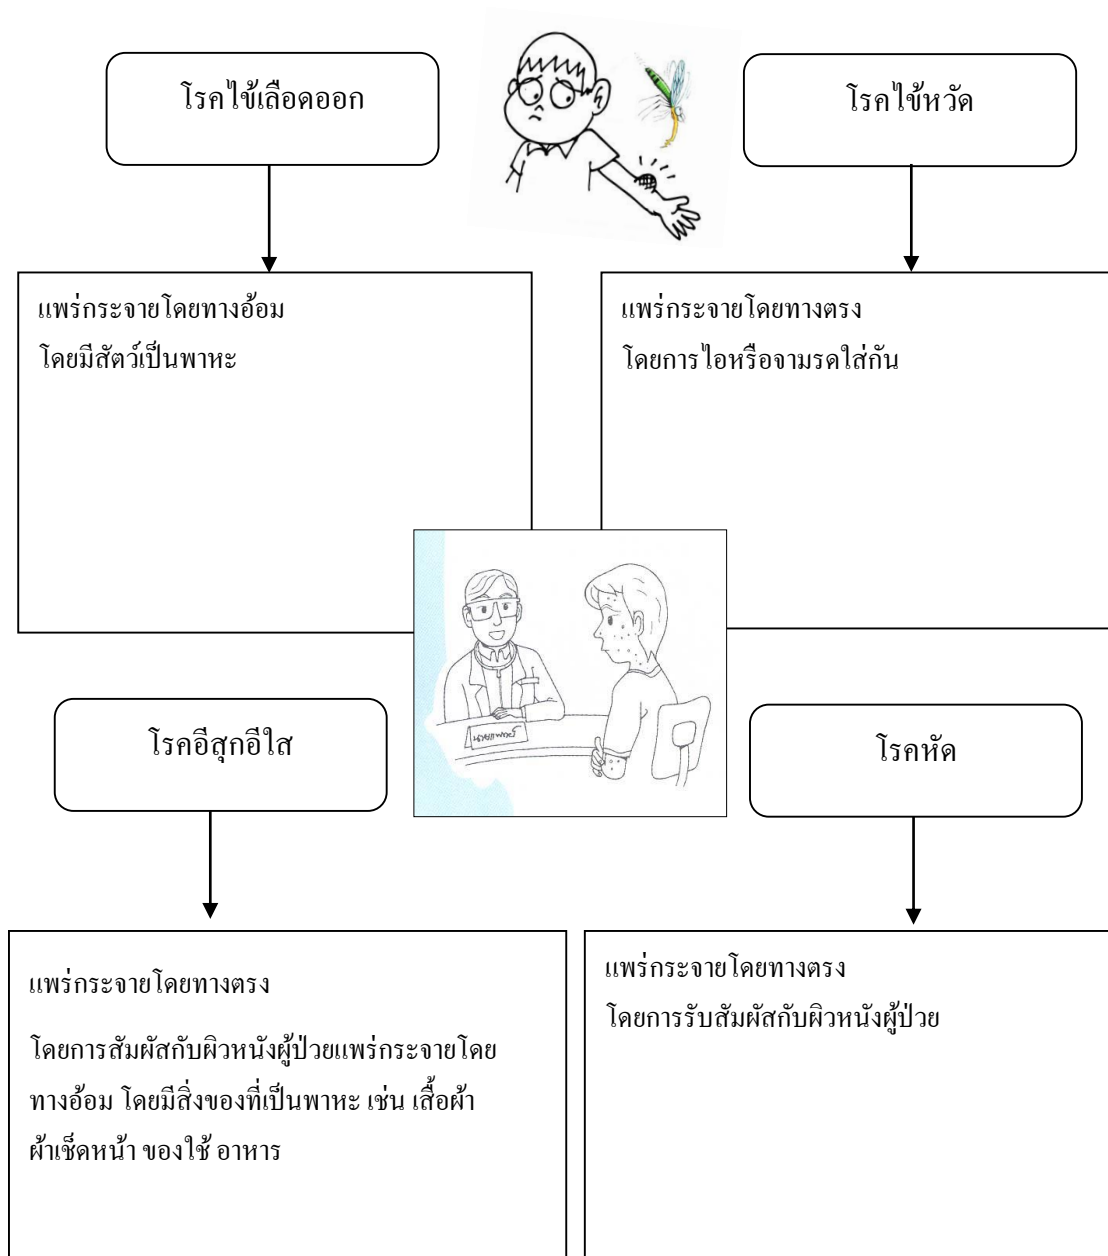 โรคไข้เลือดออก
โรคไข้หวัด
แพร่กระจายโดยทางอ้อม
โดยมีสัตว์เป็นพาหะ
แพร่กระจายโดยทางตรง
โดยการไอหรือจามรดใส่กัน
นายแพทย์
โรคอีสุกอีใส
โรคหัด
แพร่กระจายโดยทางตรง
โดยการสัมผัสกับผิวหนังผู้ป่วยแพร่กระจายโดย
ทางอ้อม โดยมีสิ่งของที่เป็นพาหะ เช่น เสื้อผ้า
ผ้าเช็ดหน้า ของใช้ อาหาร
แพร่กระจายโดยทางตรง
โดยการรับสัมผัสกับผิวหนังผู้ป่วย